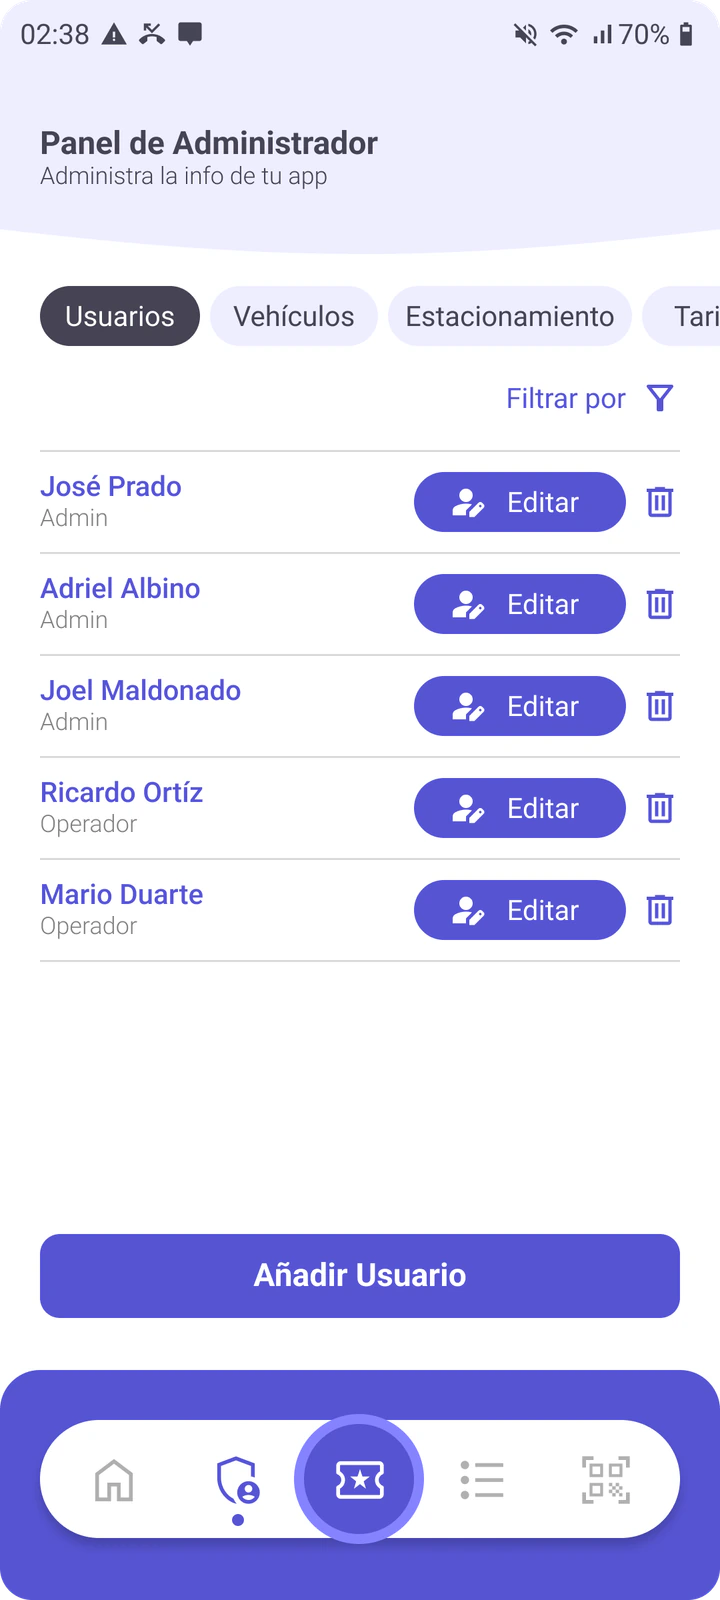 02:38
70%
Panel de Administrador
Administra la info de tu app
Usuarios Vehículos Estacionamiento Tari
Filtrar por
José Prado
Admin
Editar
Adriel Albino
Admin
Editar
Joel Maldonado
Admin
Editar
Ricardo Ortíz
Operador
Editar
Mario Duarte
Operador
Editar
Añadir Usuario